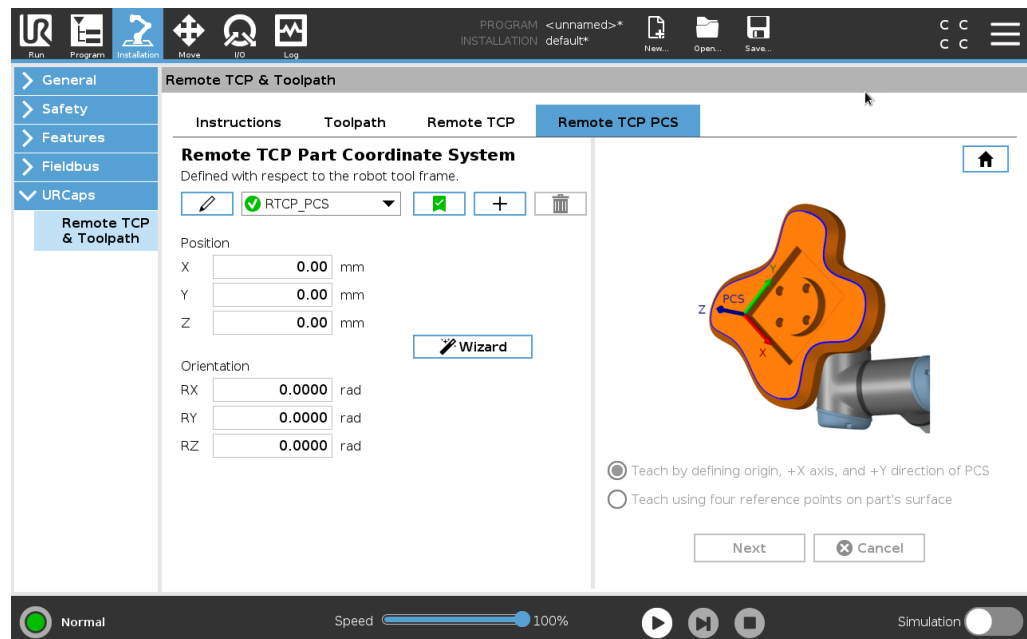 PROGRAM <unnamed>*
INSTALLATION default*
C C
C C
Run Program Installation Move I/O Log New... Open... Save...
General
Safety
Features
Fieldbus
URCaps
Remote TCP
& Toolpath
Remote TCP & Toolpath
Instructions Toolpath Remote TCP Remote TCP PCS
Remote TCP Part Coordinate System
Defined with respect to the robot tool frame.
RTCP_PCS
Position
X 0.00 mm
Y 0.00 mm
Z 0.00 mm
Wizard
Orientation
RX 0.0000 rad
RY 0.0000 rad
RZ 0.0000 rad
Y
PCS
Z
X
Teach by defining origin, +X axis, and +Y direction of PCS
Teach using four reference points on part's surface
Next Cancel
Normal Speed 100% Simulation